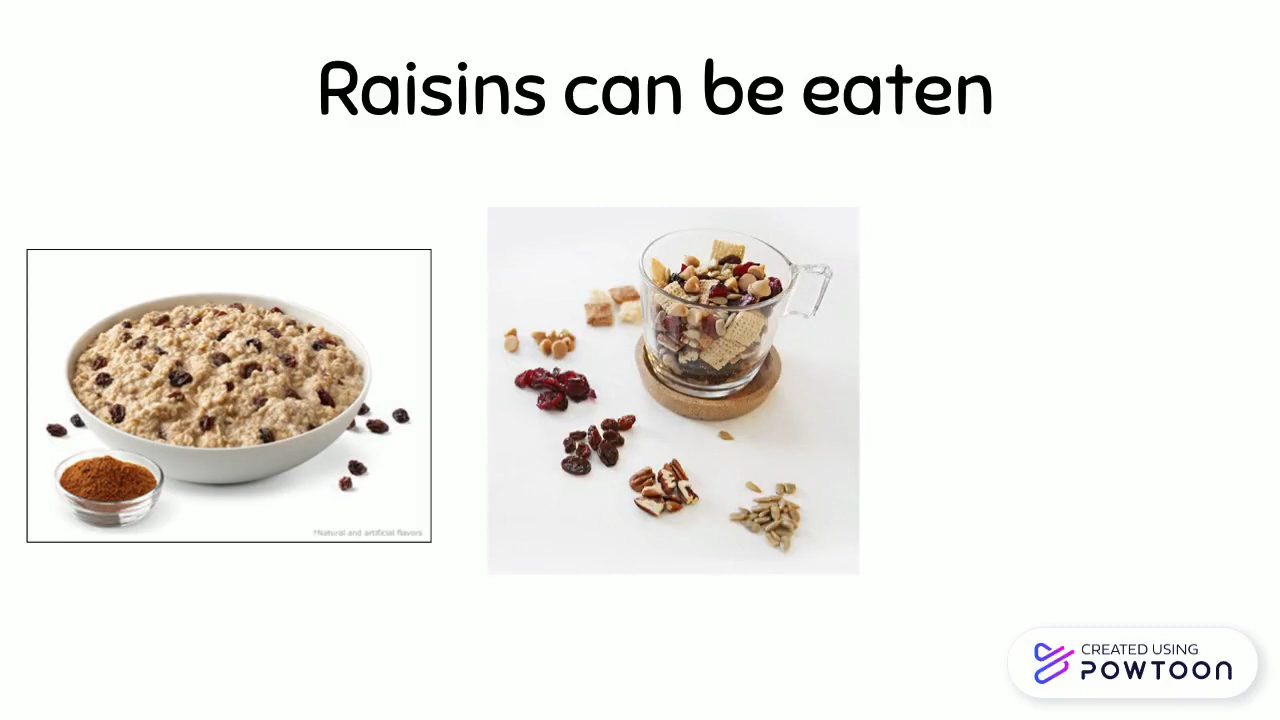 Raisins can be eaten
†Natural and artificial flavors
CREATED USING
POWTOON